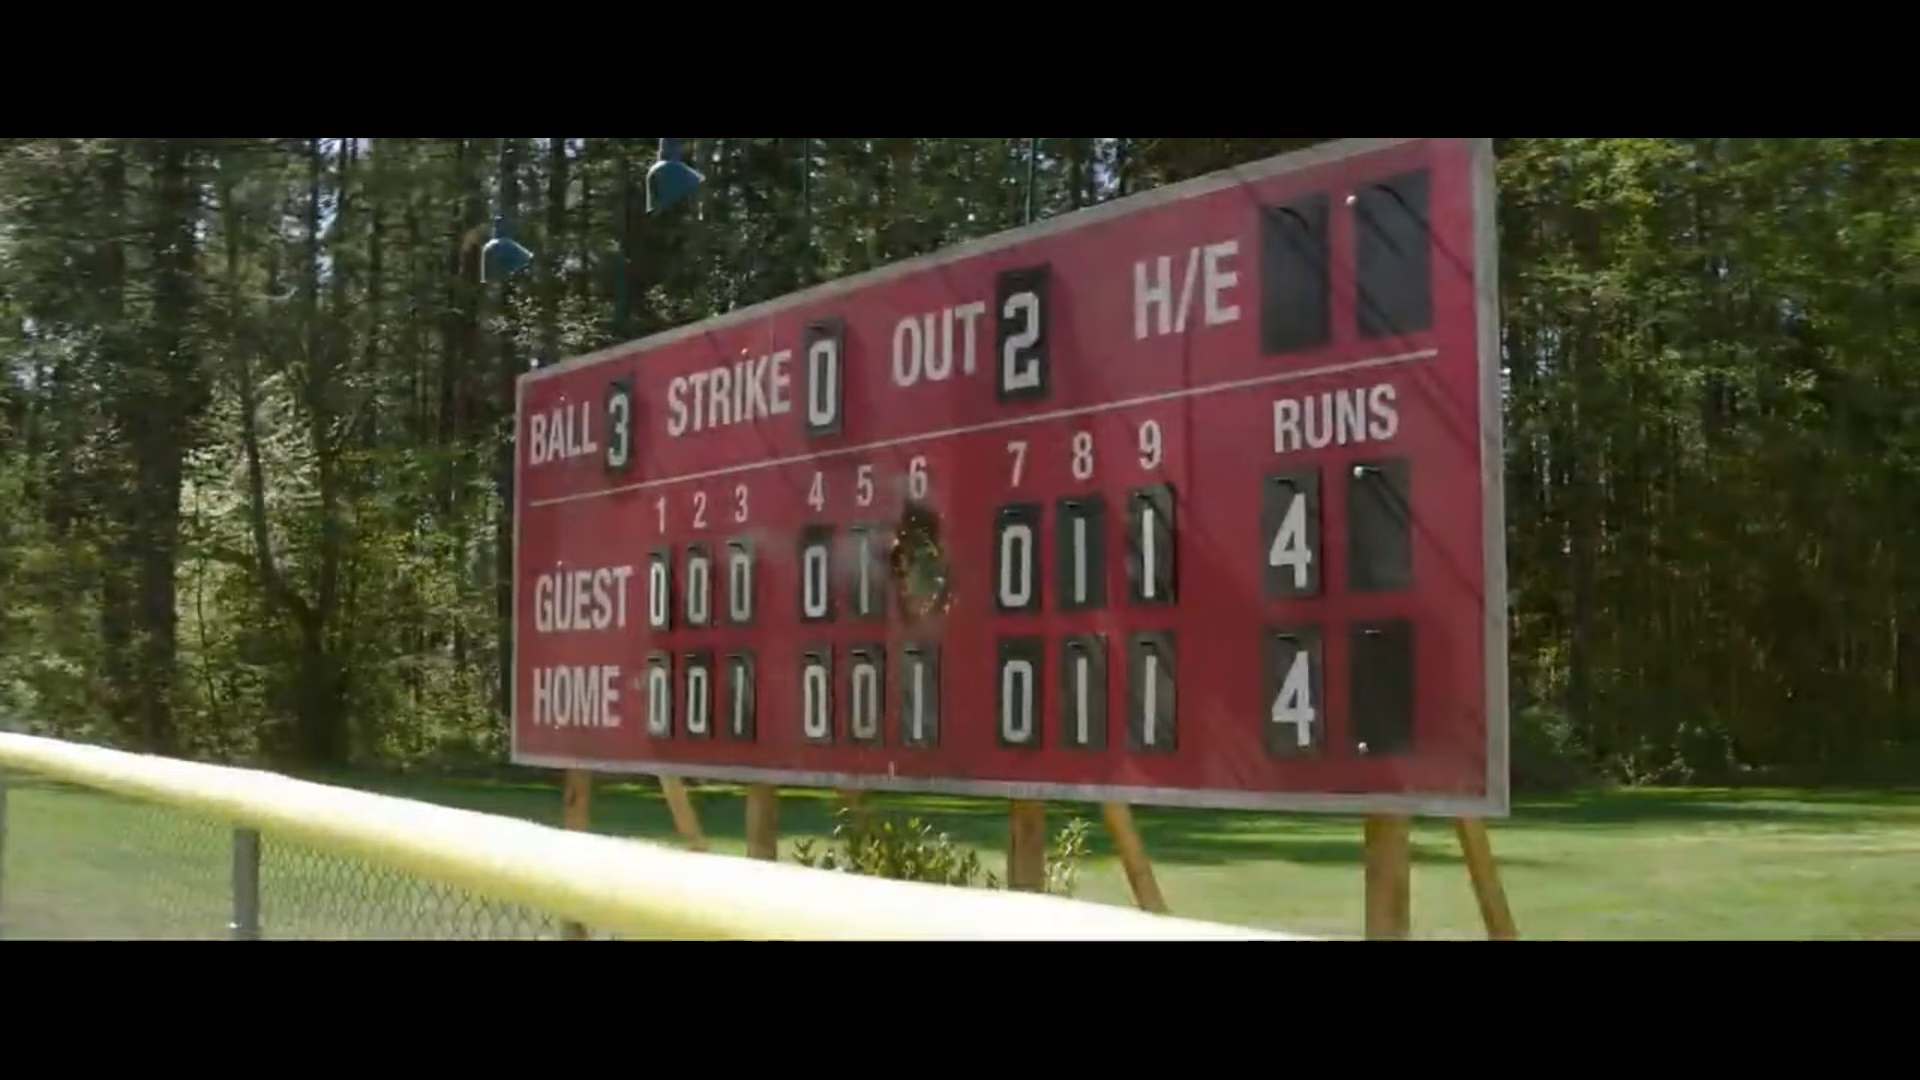 BALL 3 STRIKE 0 OUT 2 H/E
1 2 3 4 5 6 7 8 9 RUNS
GUEST 0 0 0 0 1 0 1 1 4
HOME 0 0 1 0 0 1 0 1 1 4